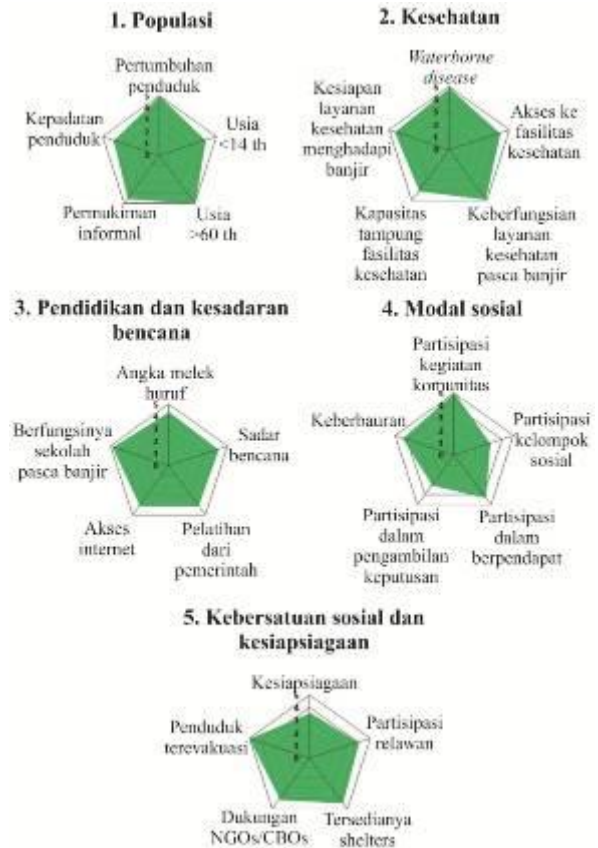 1. Populasi
Pertumbuhan
penduduk
Kepadatan
penduduk
Usia
<14 th
Permukiman
informal
Usia
>60 th
2. Kesehatan
Waterborne
disease
Kesiapan
layanan
kesehatan
menghadapi
banjir
Akses ke
fasilitas
kesehatan
Kapasitas
tampung
fasilitas
kesehatan
Keberfungsian
layanan
kesehatan
pasca banjir
3. Pendidikan dan kesadaran
bencana
Angka melek
huruf
Berfungsinya
sekolah
pasca banjir
Sadar
bencana
Akses
internet
Pelatihan
dari
pemerintah
4. Modal sosial
Partisipasi
kegiatan
komunitas
Keberbauran
Partisipasi
kelompok
sosial
Partisipasi
dalam
pengambilan
keputusan
Partisipasi
dalam
berpendapat
5. Kebersatuan sosial dan
kesiapsiagaan
Kesiapsiagaan
Penduduk
terevakuasi
Partisipasi
relawan
Dukungan
NGOs/CBOs
Tersedianya
shelters